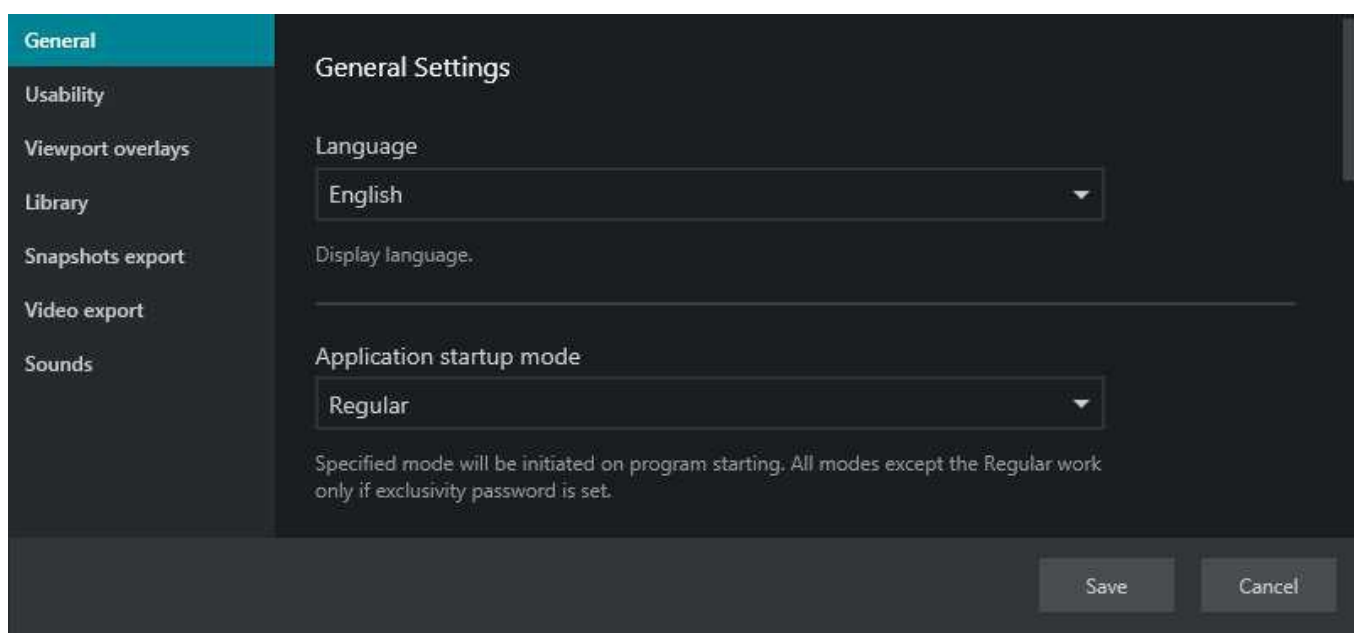 General
Usability
Viewport overlays
Library
Snapshots export
Video export
Sounds
General Settings
Language
English
Display language.
Application startup mode
Regular
Specified mode will be initiated on program starting. All modes except the Regular work
only if exclusivity password is set.
Save
Cancel